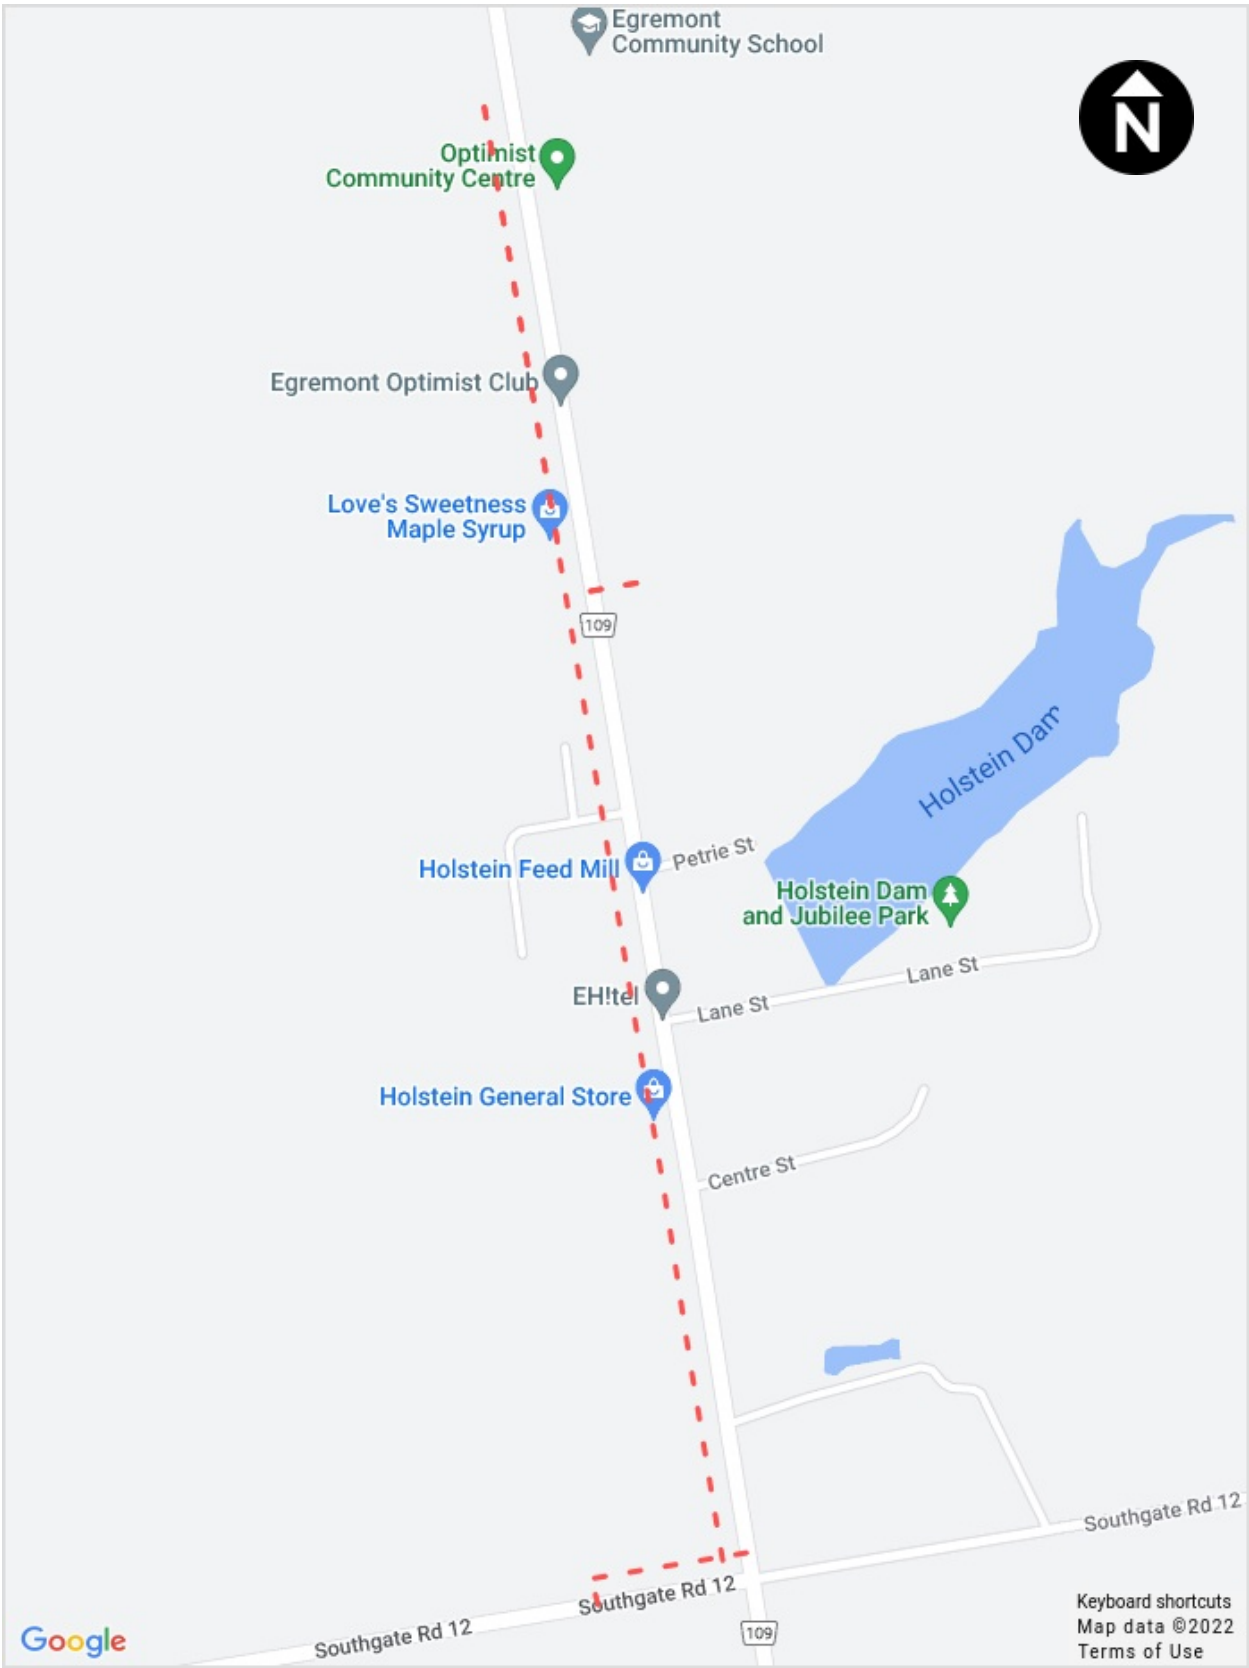 Egremont
Community School
N
Optimist
Community Centre
Egremont Optimist Club
Love's Sweetness
Maple Syrup
109
Holstein Dam
Petrie St
Holstein Feed Mill
Holstein Dam
and Jubilee Park
Lane St
EH!tel
Lane St
Holstein General Store
Centre St
Southgate Rd 12
Southgate Rd 12
Southgate Rd 12
109
Google
Keyboard shortcuts
Map data ©2022
Terms of Use